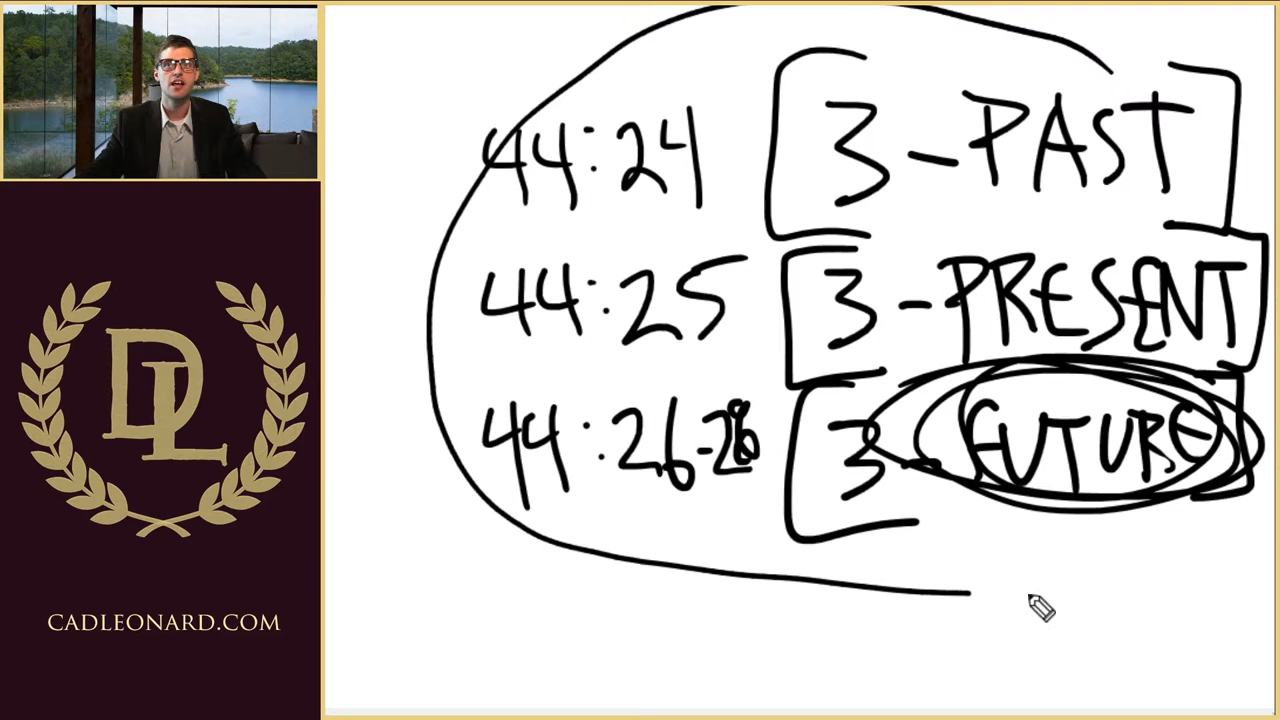 44:24 3-PAST
44:25 3-PRESENT
44:26-28 3-FUTURE
DL
CADLEONARD.COM